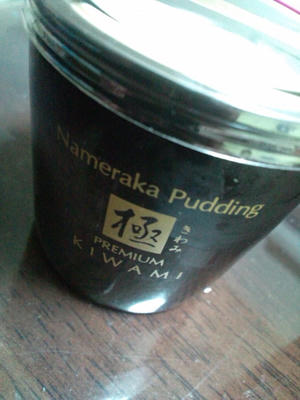 Nameraka Pudding
極 きわみ
PREMIUM
KIWAMI